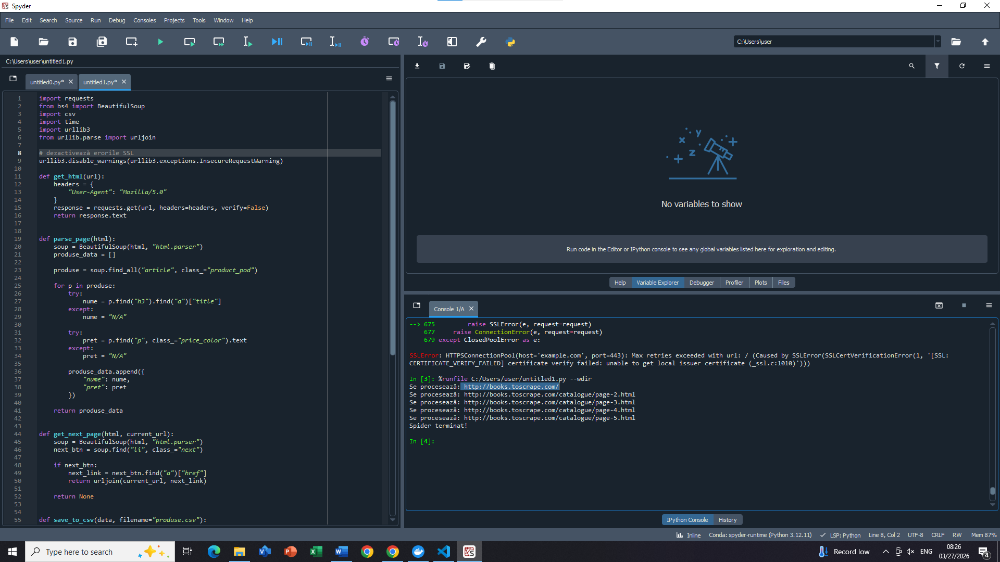 Spyder
File Edit Search Source Run Debug Consoles Projects Tools Window Help
C:\Users\user
C:\Users\user\untitled1.py
untitled0.py*
untitled1.py*
1 import requests
2 from bs4 import BeautifulSoup
3 import csv
4 import time
5 import urllib3
6 from urllib.parse import urljoin
7
8 # dezactivează erorile SSL
9 urllib3.disable_warnings(urllib3.exceptions.InsecureRequestWarning)
10
11 def get_html(url):
12     headers = {
13         "User-Agent": "Mozilla/5.0"
14     }
15     response = requests.get(url, headers=headers, verify=False)
16     return response.text
17
18
19 def parse_page(html):
20     soup = BeautifulSoup(html, "html.parser")
21     produse_data = []
22
23     produse = soup.find_all("article", class_="product_pod")
24
25     for p in produse:
26         try:
27             nume = p.find("h3").find("a")["title"]
28         except:
29             nume = "N/A"
30
31         try:
32             pret = p.find("p", class_="price_color").text
33         except:
34             pret = "N/A"
35
36         produse_data.append({
37             "nume": nume,
38             "pret": pret
39         })
40
41     return produse_data
42
43
44 def get_next_page(html, current_url):
45     soup = BeautifulSoup(html, "html.parser")
46     next_btn = soup.find("li", class_="next")
47
48     if next_btn:
49         next_link = next_btn.find("a")["href"]
50         return urljoin(current_url, next_link)
51
52     return None
53
54
55 def save_to_csv(data, filename="produse.csv"):
x y z
No variables to show
Run code in the Editor or IPython console to see any global variables listed here for exploration and editing.
Help Variable Explorer Debugger Profiler Plots Files
Console 1/A
--> 675         raise SSLError(e, request=request)
    677     raise ConnectionError(e, request=request)
    679 except ClosedPoolError as e:
SSLError: HTTPSConnectionPool(host='example.com', port=443): Max retries exceeded with url: / (Caused by SSLError(SSLCertVerificationError(1, '[SSL:
CERTIFICATE_VERIFY_FAILED] certificate verify failed: unable to get local issuer certificate (_ssl.c:1010)')))
In [3]: %runfile C:/Users/user/untitled1.py --wdir
Se procesează: http://books.toscrape.com/
Se procesează: http://books.toscrape.com/catalogue/page-2.html
Se procesează: http://books.toscrape.com/catalogue/page-3.html
Se procesează: http://books.toscrape.com/catalogue/page-4.html
Se procesează: http://books.toscrape.com/catalogue/page-5.html
Spider terminat!
In [4]:
IPython Console History
Inline Conda: spyder-runtime (Python 3.12.11) LSP: Python Line 8, Col 2 UTF-8 CRLF RW Mem 87%
Type here to search
Record low
ENG
08:26
03/27/2026
4